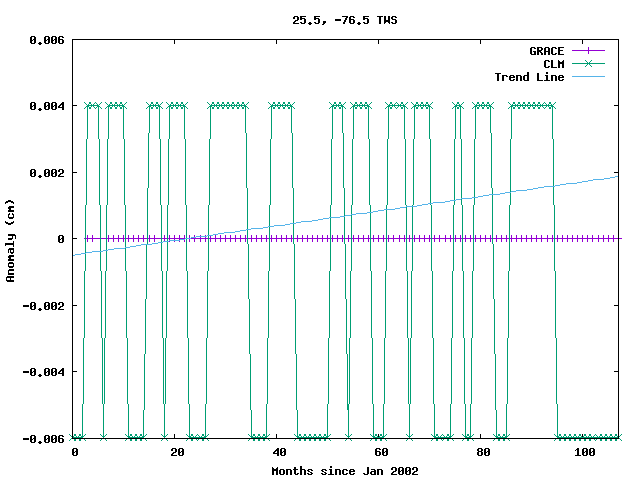 25.5, -76.5 TWS
GRACE
CLM
Trend Line
0.006
0.004
0.002
0
-0.002
-0.004
-0.006
Anomaly (cm)
0 20 40 60 80 100
Months since Jan 2002